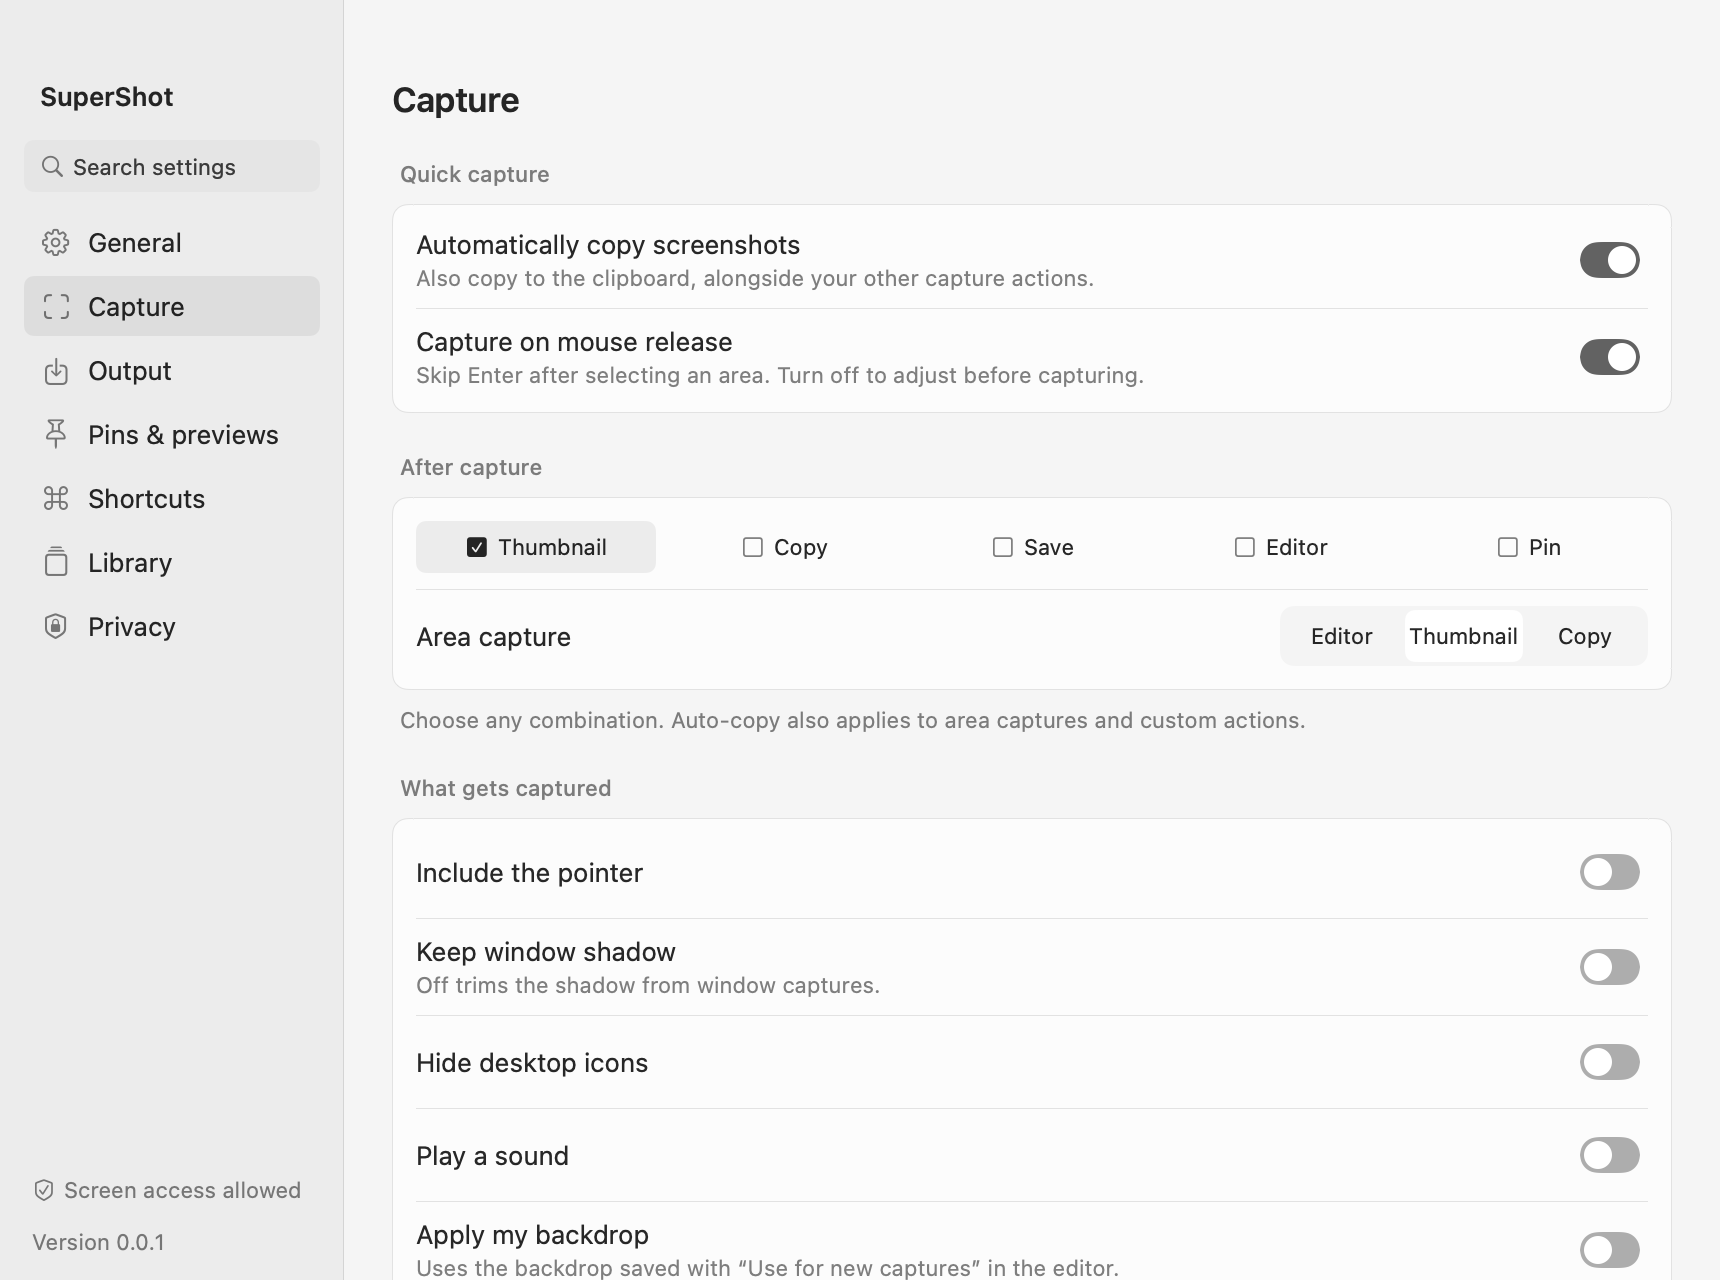 SuperShot
Search settings
General
Capture
Output
Pins & previews
Shortcuts
Library
Privacy
Screen access allowed
Version 0.0.1
Capture
Quick capture
Automatically copy screenshots
Also copy to the clipboard, alongside your other capture actions.
Capture on mouse release
Skip Enter after selecting an area. Turn off to adjust before capturing.
After capture
Thumbnail Copy Save Editor Pin
Area capture Editor Thumbnail Copy
Choose any combination. Auto-copy also applies to area captures and custom actions.
What gets captured
Include the pointer
Keep window shadow
Off trims the shadow from window captures.
Hide desktop icons
Play a sound
Apply my backdrop
Uses the backdrop saved with “Use for new captures” in the editor.